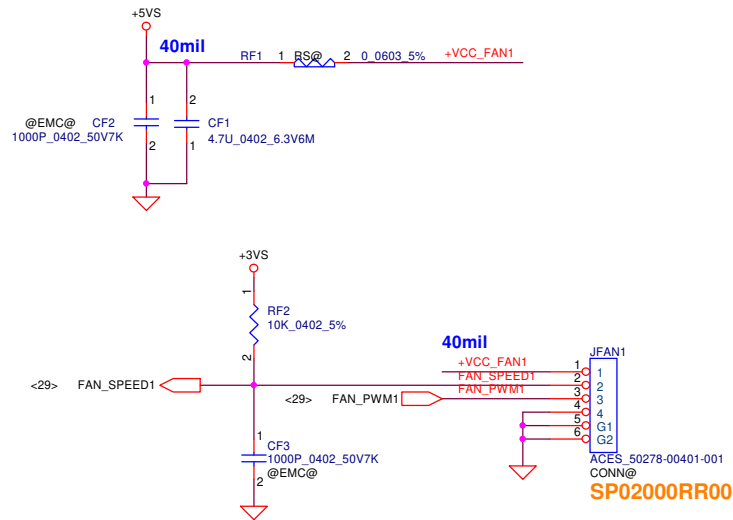 +5VS
40mil
RF1 1 RS@ 2 0_0603_5% +VCC_FAN1
1 2
@EMC@ CF2 CF1
1000P_0402_50V7K 4.7U_0402_6.3V6M
2 1
+3VS
1
RF2
10K_0402_5%
2
40mil
JFAN1
+VCC_FAN1 1 1
<29> FAN_SPEED1 FAN_SPEED1 2 2
<29> FAN_PWM1 FAN_PWM1 3 3
4 4
5 G1
6 G2
1
CF3
1000P_0402_50V7K
@EMC@
2
ACES_50278-00401-001
CONN@
SP02000RR00